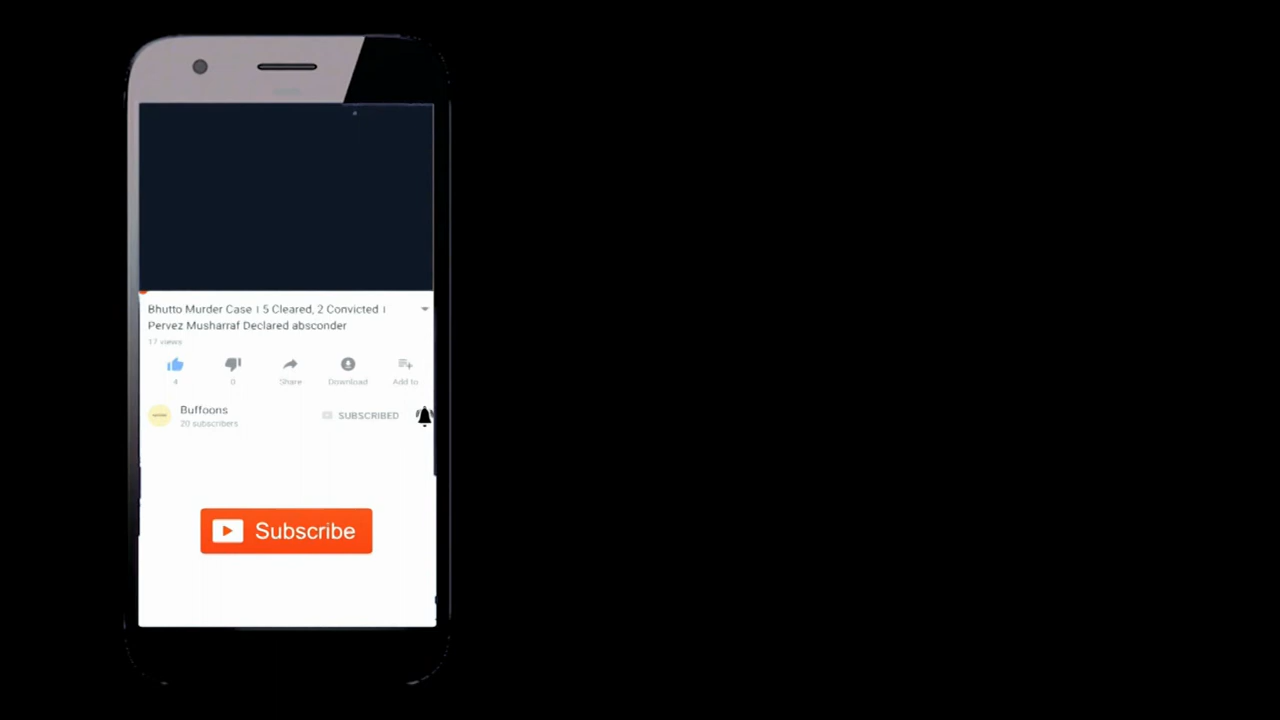 Bhutto Murder Case I 5 Cleared, 2 Convicted I
Pervez Musharraf Declared absconder
17 views
4
0
Share
Download
Add to
Buffoons
20 subscribers
SUBSCRIBED
Subscribe